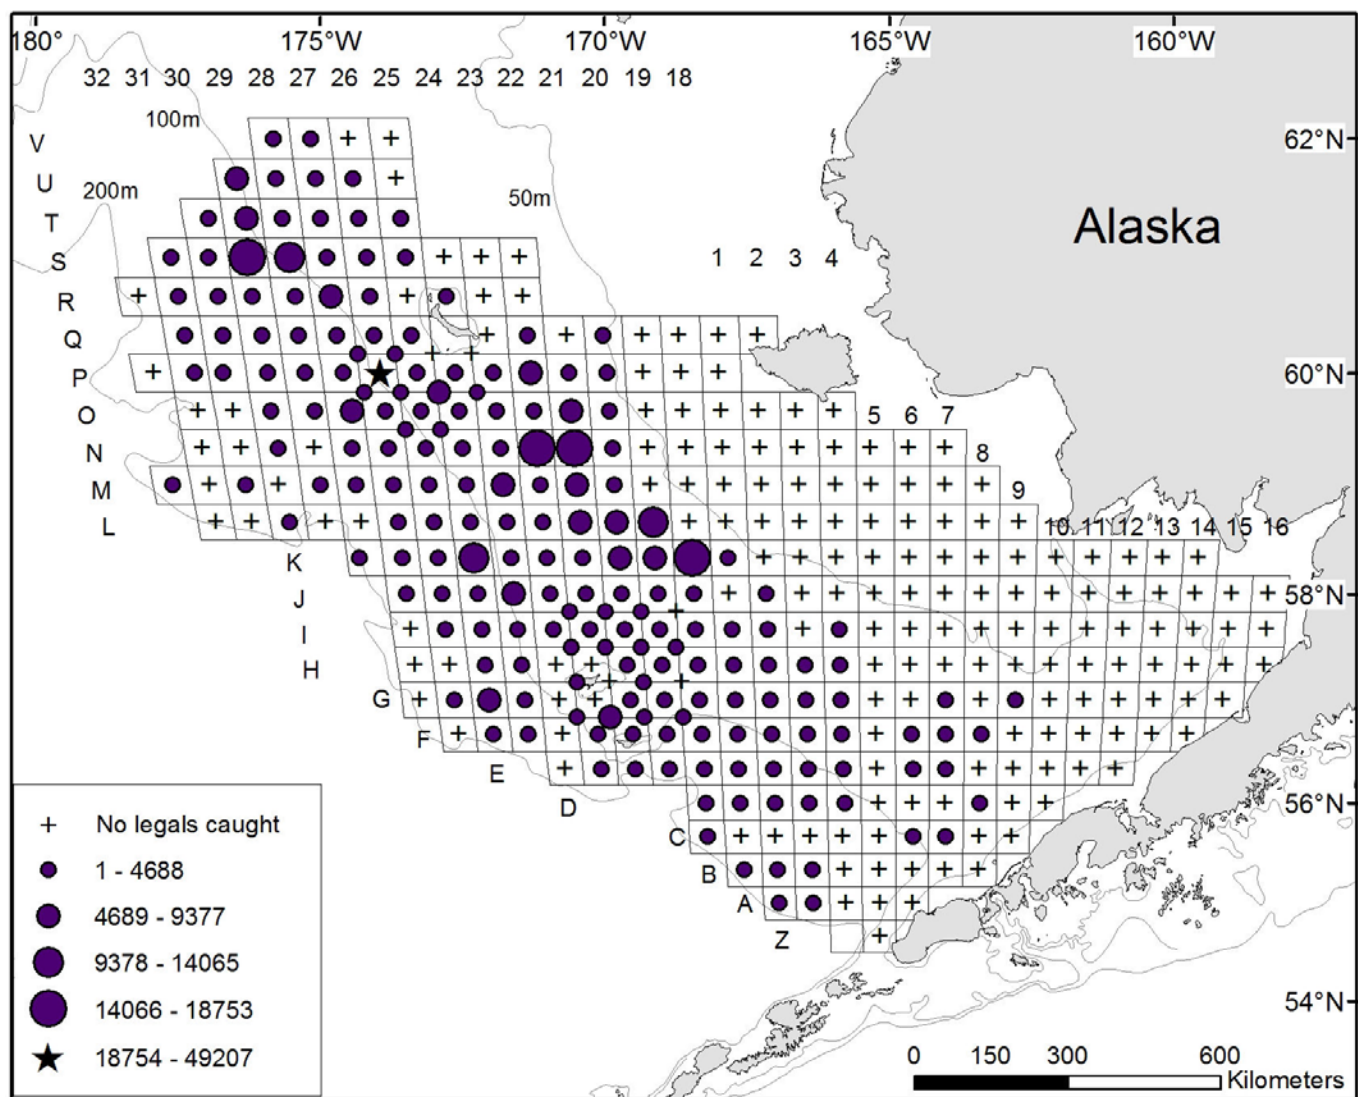 180° 175°W 170°W 165°W 160°W
32 31 30 29 28 27 26 25 24 23 22 21 20 19 18
100m
V
62°N
U
200m
50m
T
Alaska
S
1 2 3 4
R
Q
P
60°N
O
5 6 7
N
8
M
9
L
10 11 12 13 14 15 16
K
J
58°N
I
H
G
F
E
D
56°N
C
B
A
Z
No legals caught
1 - 4688
4689 - 9377
9378 - 14065
14066 - 18753
18754 - 49207
54°N
0 150 300 600
Kilometers